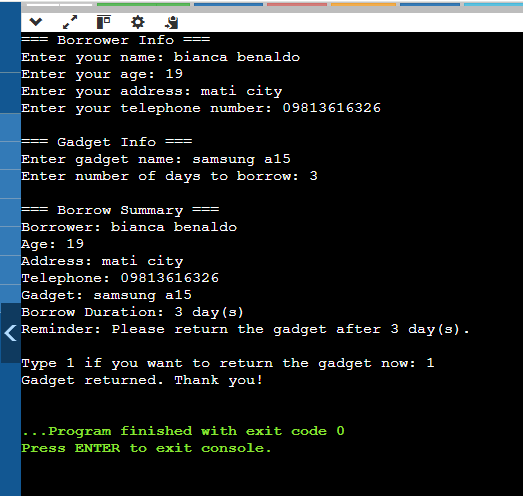 === Borrower Info ===
Enter your name: bianca benaldo
Enter your age: 19
Enter your address: mati city
Enter your telephone number: 09813616326
=== Gadget Info ===
Enter gadget name: samsung a15
Enter number of days to borrow: 3
=== Borrow Summary ===
Borrower: bianca benaldo
Age: 19
Address: mati city
Telephone: 09813616326
Gadget: samsung a15
Borrow Duration: 3 day(s)
Reminder: Please return the gadget after 3 day(s).
Type 1 if you want to return the gadget now: 1
Gadget returned. Thank you!
...Program finished with exit code 0
Press ENTER to exit console.